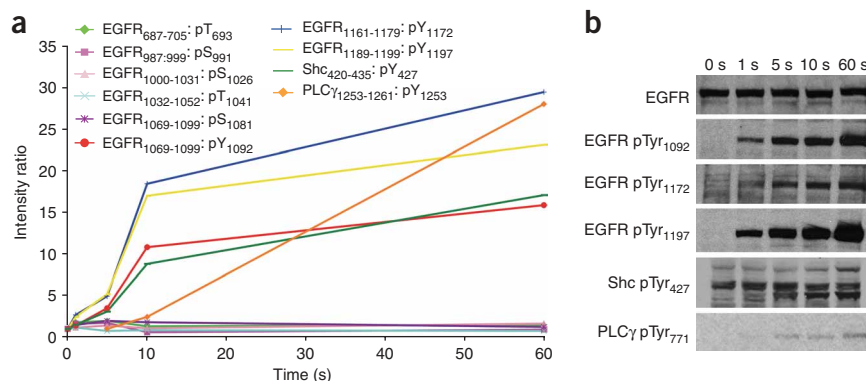 a
EGFR687-705: pT693
EGFR987:999: pS991
EGFR1000-1031: pS1026
EGFR1032-1052: pT1041
EGFR1069-1099: pS1081
EGFR1069-1099: pY1092
EGFR1161-1179: pY1172
EGFR1189-1199: pY1197
Shc420-435: pY427
PLCγ1253-1261: pY1253
Intensity ratio
35
30
25
20
15
10
5
1
0
0 10 20 30 40 50 60
Time (s)
b
0 s 1 s 5 s 10 s 60 s
EGFR
EGFR pTyr1092
EGFR pTyr1172
EGFR pTyr1197
Shc pTyr427
PLCγ pTyr771